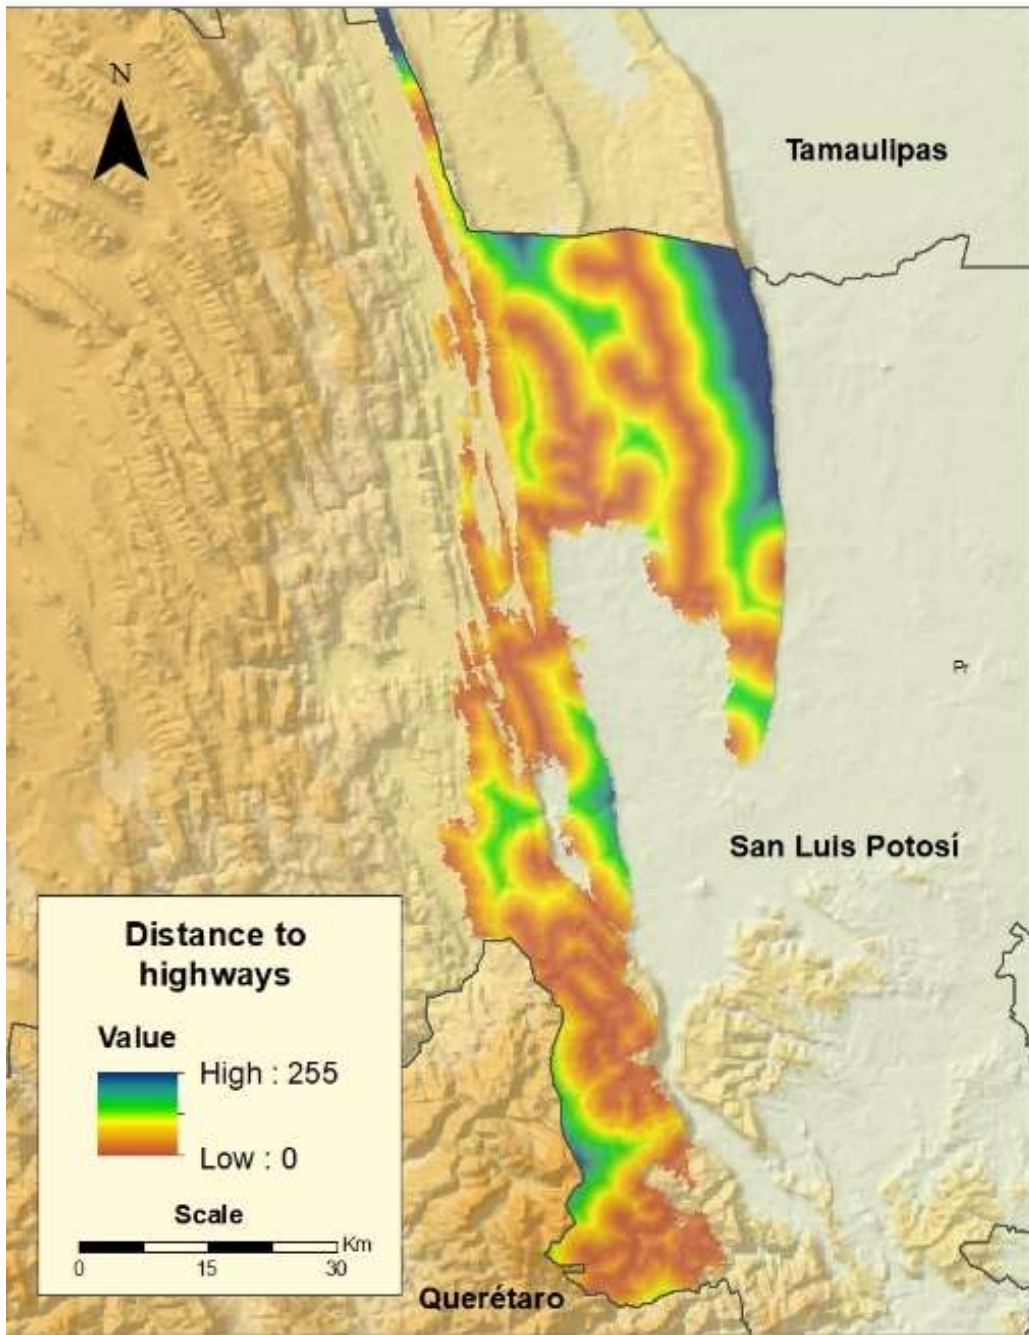 N
Tamaulipas
Pr
San Luis Potosí
Distance to
highways
Value
High : 255
Low : 0
Scale
Km
0 15 30
Querétaro